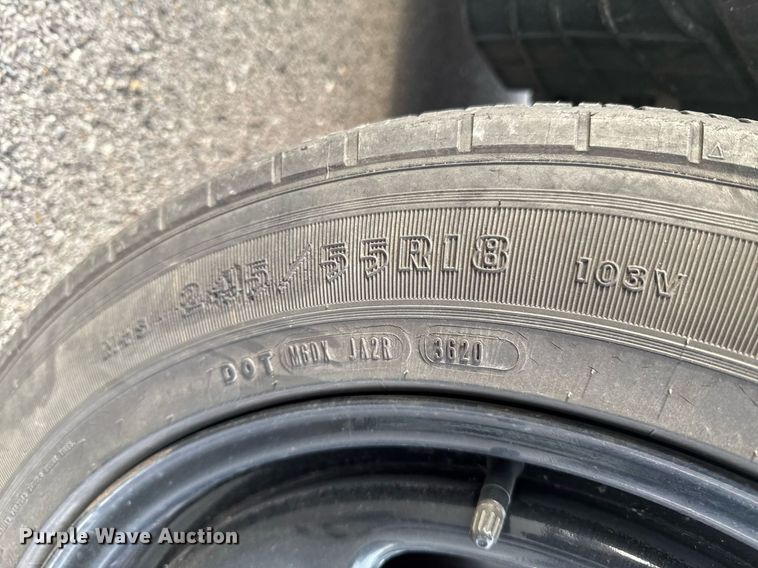 245/55R18 103V
DOT M6DX JA2R 3620
Purple Wave Auction